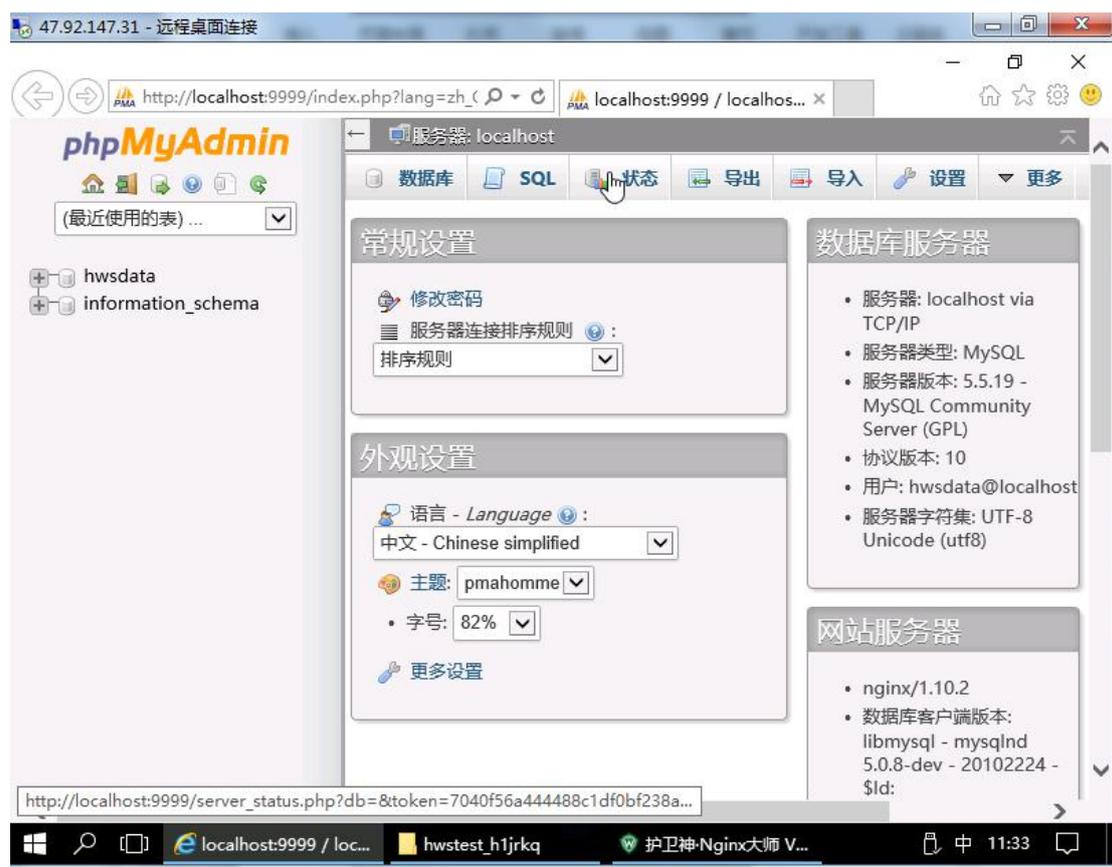 47.92.147.31 - 远程桌面连接
http://localhost:9999/index.php?lang=zh_(
localhost:9999 / localhos...
phpMyAdmin
(最近使用的表) ...
hwsdata
information_schema
服务器: localhost
数据库 SQL 状态 导出 导入 设置 更多
常规设置
修改密码
服务器连接排序规则 :
排序规则
外观设置
语言 - Language :
中文 - Chinese simplified
主题: pmahomme
• 字号: 82%
更多设置
数据库服务器
• 服务器: localhost via
TCP/IP
• 服务器类型: MySQL
• 服务器版本: 5.5.19 -
MySQL Community
Server (GPL)
• 协议版本: 10
• 用户: hwsdata@localhost
• 服务器字符集: UTF-8
Unicode (utf8)
网站服务器
• nginx/1.10.2
• 数据库客户端版本:
libmysql - mysqlnd
5.0.8-dev - 20102224 -
$Id:
http://localhost:9999/server_status.php?db=&token=7040f56a444488c1df0bf238a...
localhost:9999 / loc...
hwstest_h1jrkq
护卫神·Nginx大师 V...
中 11:33